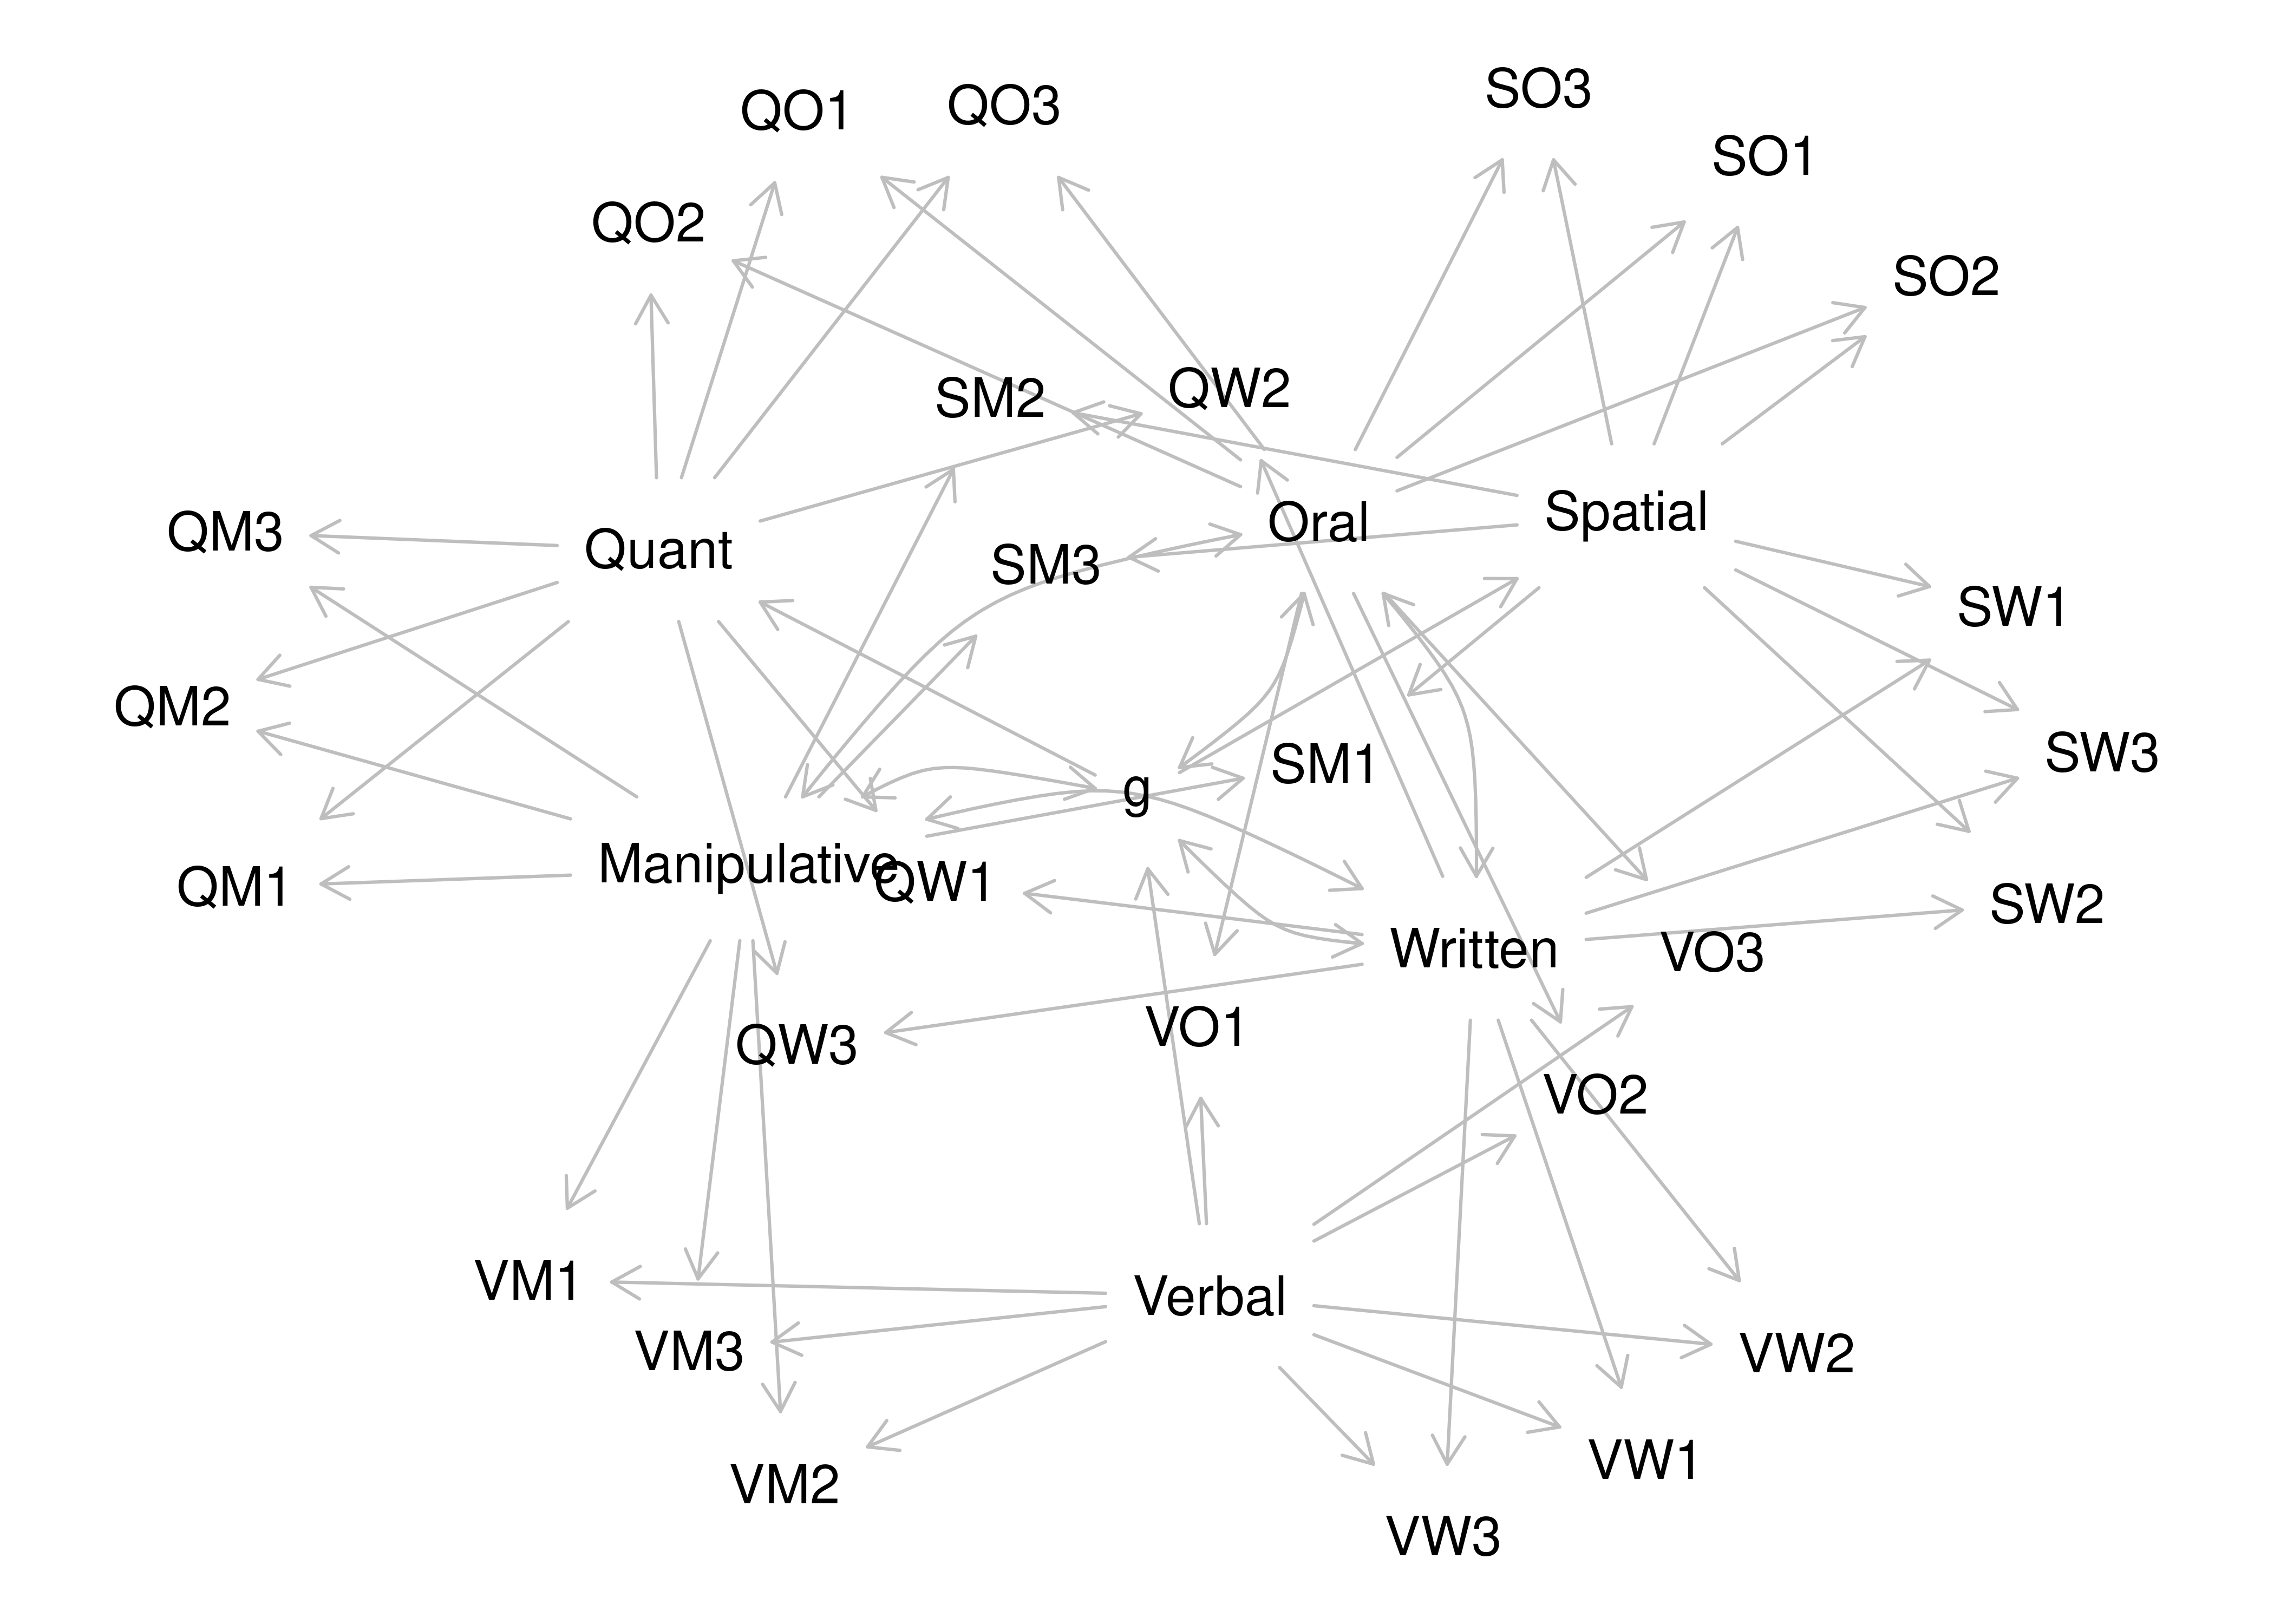 SO3
QO1
QO3
SO1
QO2
SO2
SM2
QW2
Spatial
Oral
QM3
Quant
SM3
SW1
QM2
SW3
SM1
g
Manipulative
QW1
QM1
SW2
Written
VO3
VO1
QW3
VO2
VM1
Verbal
VM3
VW2
VW1
VM2
VW3